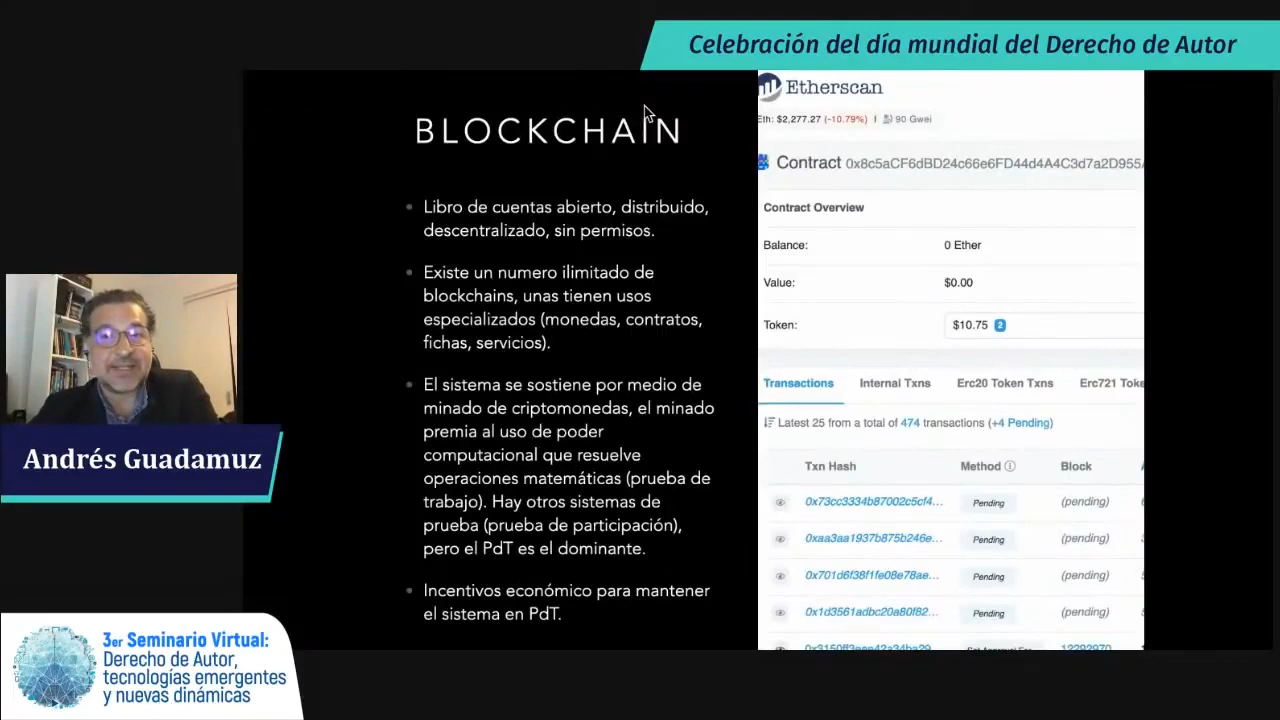 Celebración del día mundial del Derecho de Autor
BLOCKCHAIN
Libro de cuentas abierto, distribuido,
descentralizado, sin permisos.
Existe un numero ilimitado de
blockchains, unas tienen usos
especializados (monedas, contratos,
fichas, servicios).
El sistema se sostiene por medio de
minado de criptomonedas, el minado
premia al uso de poder
computacional que resuelve
operaciones matemáticas (prueba de
trabajo). Hay otros sistemas de
prueba (prueba de participación),
pero el PdT es el dominante.
Incentivos económico para mantener
el sistema en PdT.
Etherscan
Eth: $2,277.27 (-10.79%) | 90 Gwei
Contract 0x8c5aCF6dBD24c66e6FD44d4A4C3d7a2D955
Contract Overview
Balance: 0 Ether
Value: $0.00
Token: $10.75 2
Transactions Internal Txns Erc20 Token Txns Erc721 Toke
Latest 25 from a total of 474 transactions (+4 Pending)
Txn Hash Method Block
0x73cc3334b87002c5cf4... Pending (pending)
0xaa3aa1937b875b246e... Pending (pending)
0x701d6f38f1fe08e78ae... Pending (pending)
0x1d3561adbc20a80f82... Pending (pending)
Andrés Guadamuz
3er Seminario Virtual:
Derecho de Autor,
tecnologías emergentes
y nuevas dinámicas